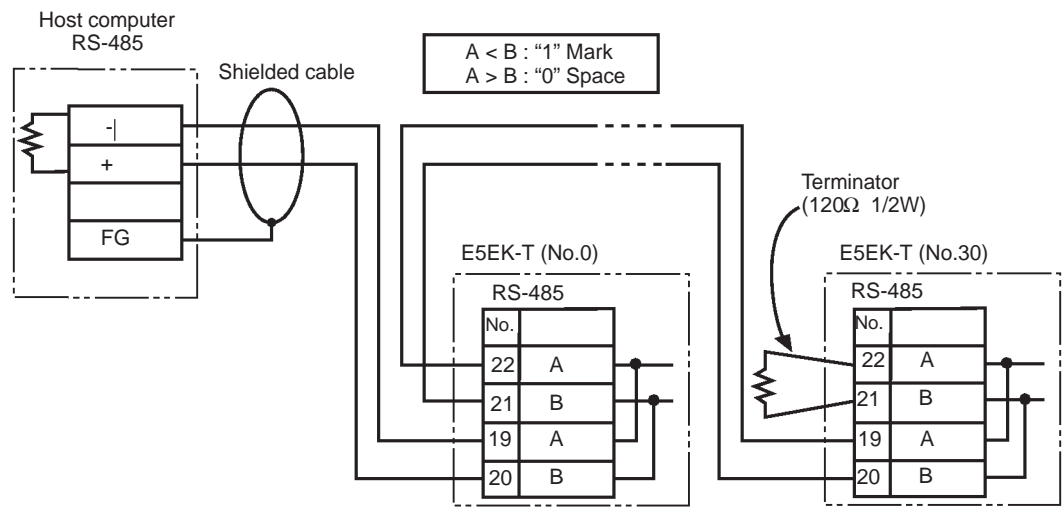 Host computer
RS-485
A < B : “1” Mark
A > B : “0” Space
Shielded cable
-
+
FG
Terminator
(120Ω 1/2W)
E5EK-T (No.0)
RS-485
No.
22 A
21 B
19 A
20 B
E5EK-T (No.30)
RS-485
No.
22 A
21 B
19 A
20 B